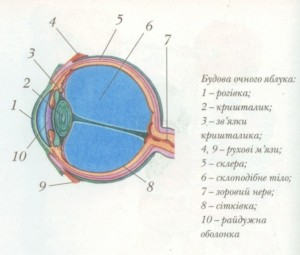 4
5
6
3
2
7
1
10
9
8
Будова очного яблука:
1 – рогівка;
2 – кришталик;
3 – зв'язки
кришталика;
4, 9 – рухові м'язи;
5 – склера;
6 – склоподібне тіло;
7 – зоровий нерв;
8 – сітківка;
10 – райдужна
оболонка